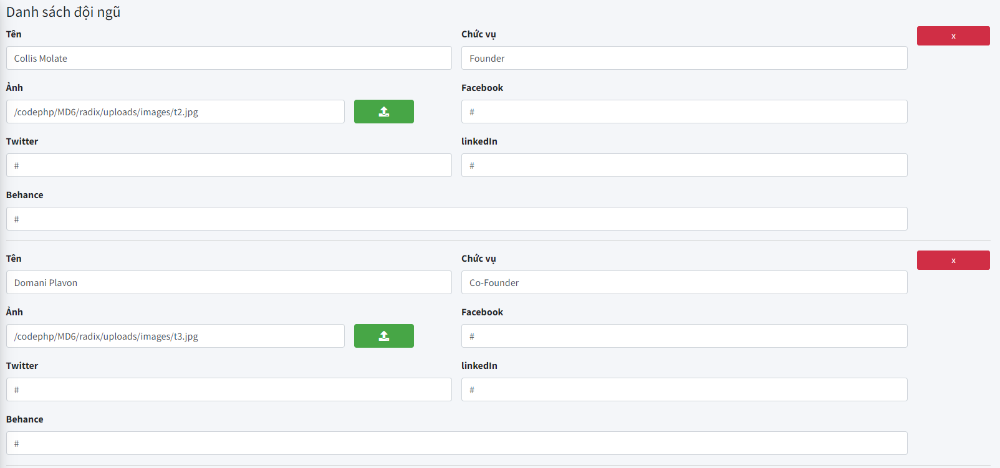 Danh sách đội ngũ
Tên
Chức vụ
x
Collis Molate
Founder
Ảnh
Facebook
/codephp/MD6/radix/uploads/images/t2.jpg
#
Twitter
linkedIn
#
#
Behance
#
Tên
Chức vụ
x
Domani Plavon
Co-Founder
Ảnh
Facebook
/codephp/MD6/radix/uploads/images/t3.jpg
#
Twitter
linkedIn
#
#
Behance
#